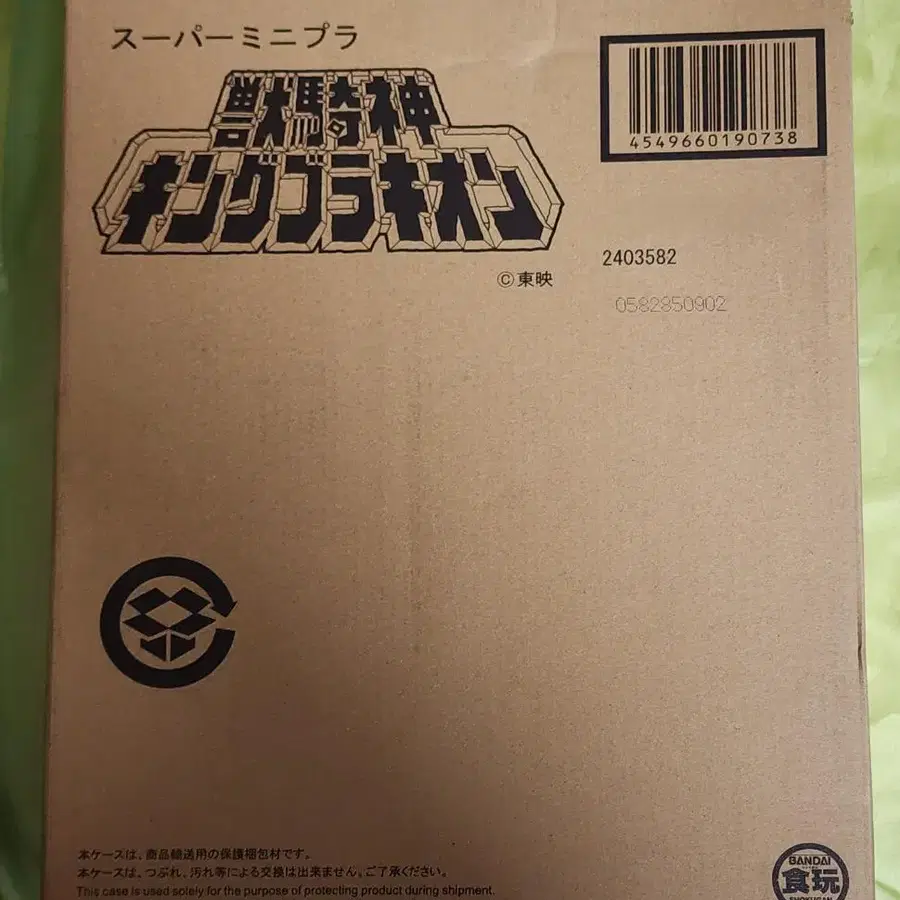 スーパーミニプラ
獣騎神
キングブラキオン
©東映
4549660190738
2403582
0582850902
本ケースは、商品輸送用の保護梱包材です。
本ケースは、つぶれ、汚れ等による交換は出来ません。ご了承ください。
This case is used solely for the purpose of protecting product during shipment.
BANDAI
食玩
SHOKUGAN